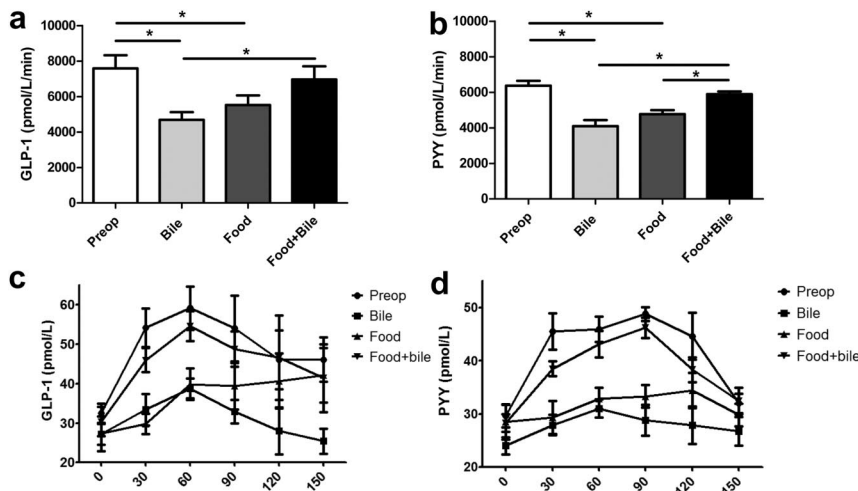 a
GLP-1 (pmol/L/min)
10000
8000
6000
4000
2000
0
*
*
*
Preop
Bile
Food
Food+Bile
b
PYY (pmol/L/min)
10000
8000
6000
4000
2000
0
*
*
*
*
Preop
Bile
Food
Food+Bile
c
GLP-1 (pmol/L)
60
50
40
30
20
0
30
60
90
120
150
Preop
Bile
Food
Food+bile
d
PYY (pmol/L)
50
40
30
20
0
30
60
90
120
150
Preop
Bile
Food
Food+bile